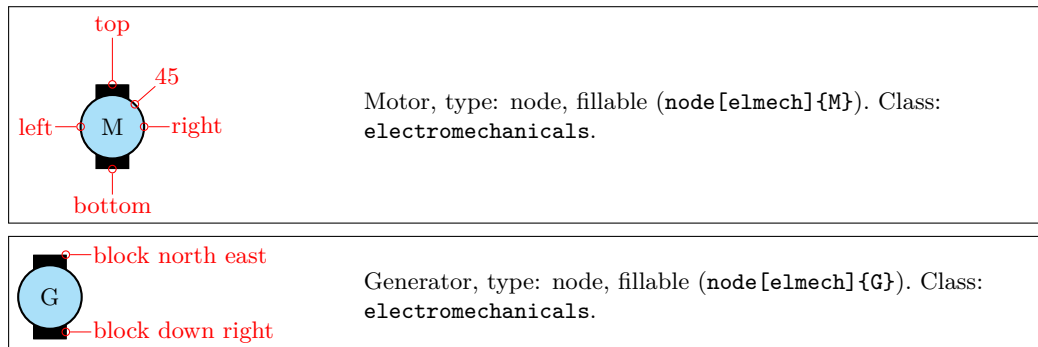 top
45
left
M
right
bottom
Motor, type: node, fillable (node[elmech]{M}). Class:
electromechanicals.
block north east
G
block down right
Generator, type: node, fillable (node[elmech]{G}). Class:
electromechanicals.